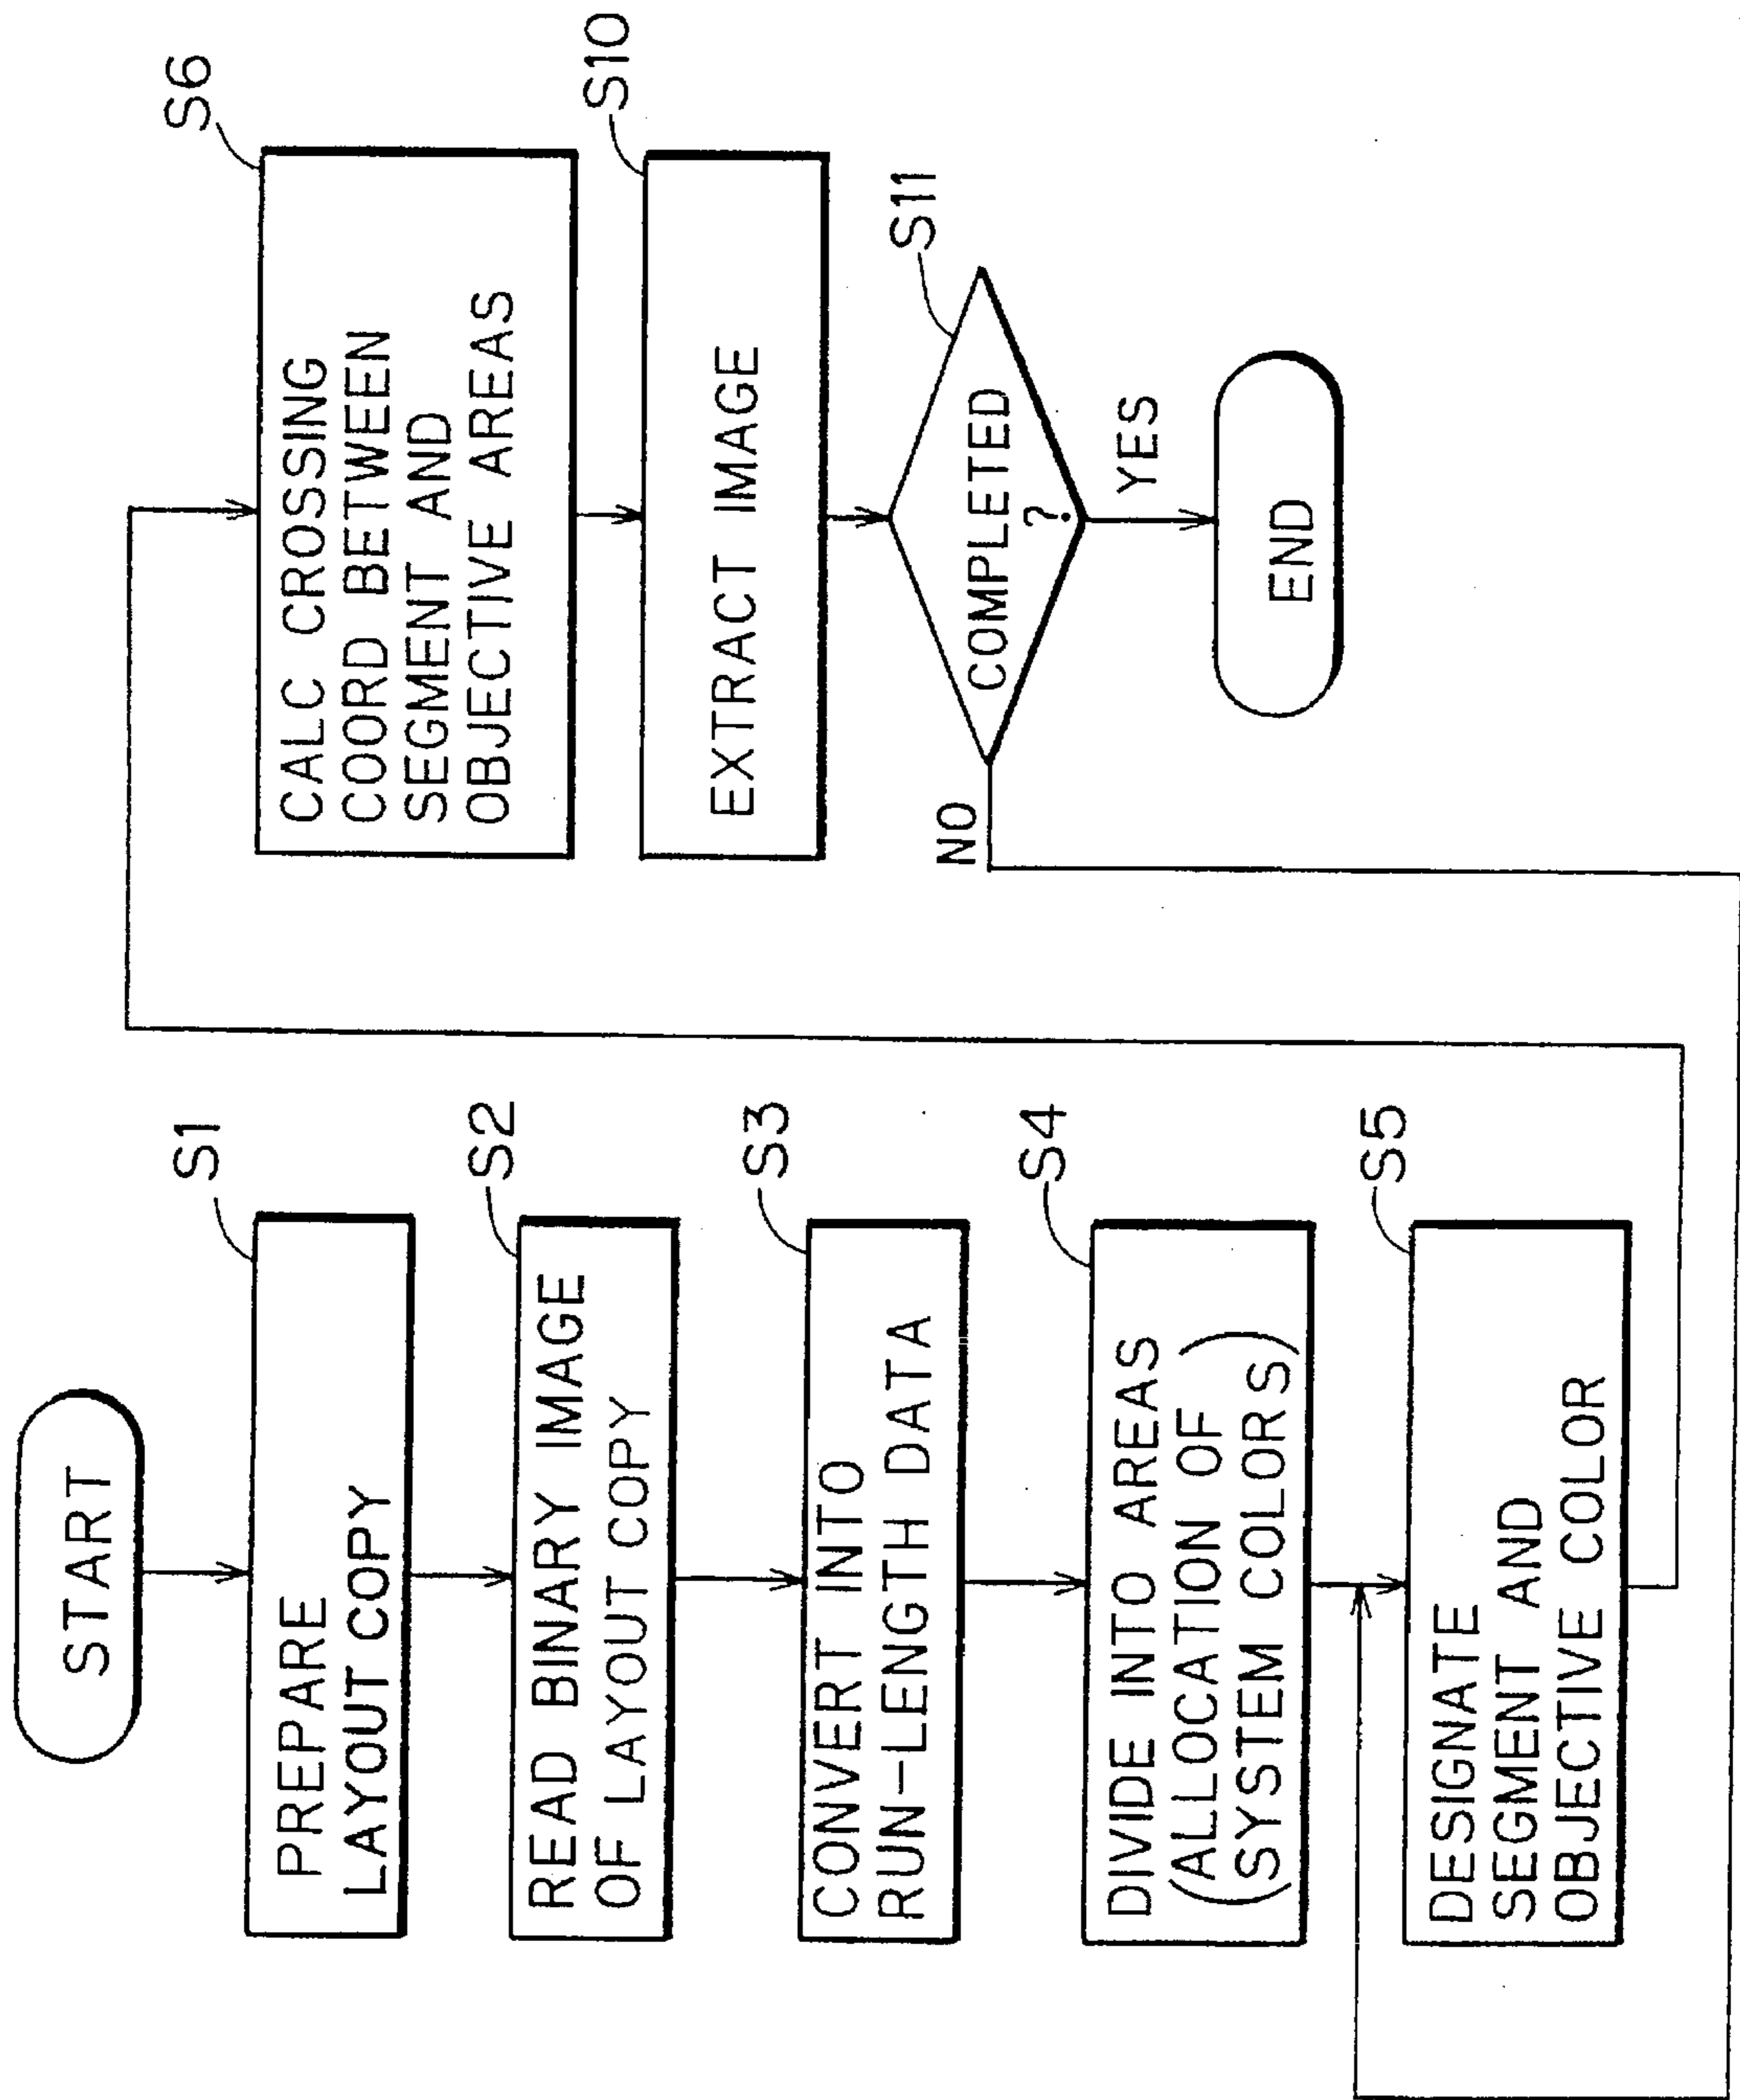 START
S1
PREPARE
LAYOUT COPY
S2
READ BINARY IMAGE
OF LAYOUT COPY
S3
CONVERT INTO
RUN-LENGTH DATA
S4
DIVIDE INTO AREAS
(ALLOCATION OF
SYSTEM COLORS)
S5
DESIGNATE
SEGMENT AND
OBJECTIVE COLOR
S6
CALC CROSSING
COORD BETWEEN
SEGMENT AND
OBJECTIVE AREAS
S10
EXTRACT IMAGE
S11
COMPLETED
?
NO
YES
END